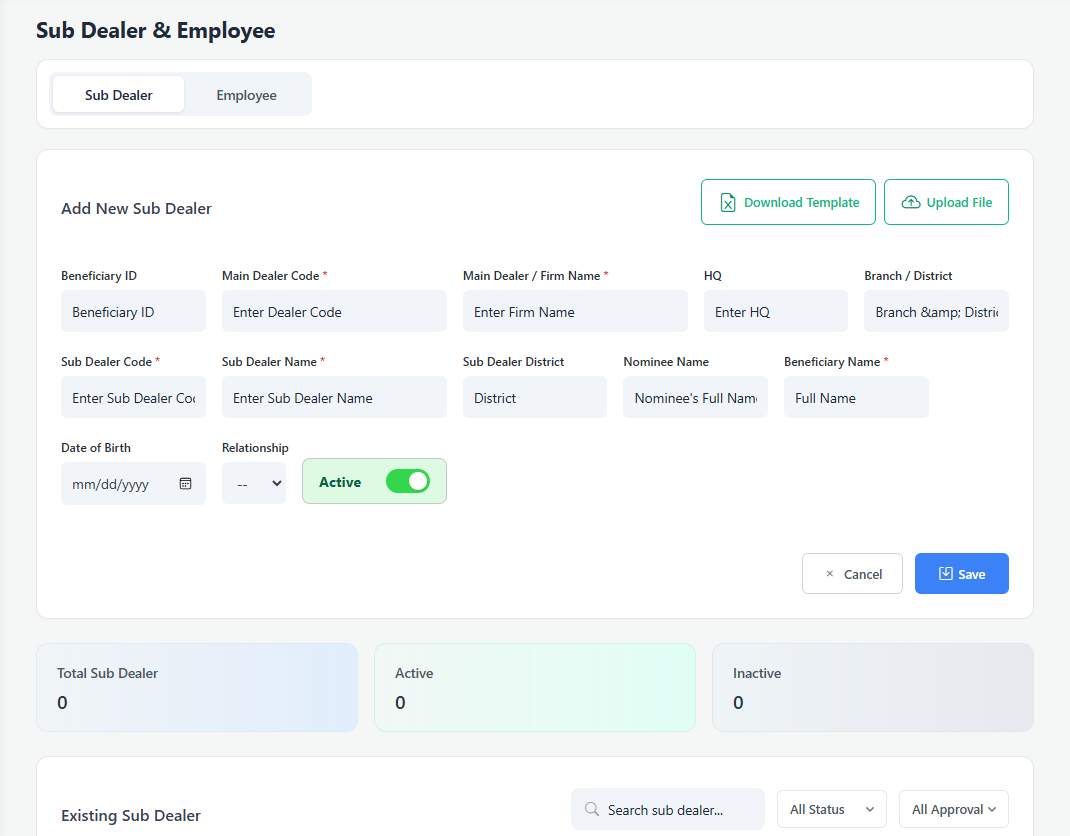 Sub Dealer & Employee
Sub Dealer Employee
Add New Sub Dealer
Download Template Upload File
Beneficiary ID Main Dealer Code * Main Dealer / Firm Name * HQ Branch / District
Beneficiary ID Enter Dealer Code Enter Firm Name Enter HQ Branch &amp; Distric
Sub Dealer Code * Sub Dealer Name * Sub Dealer District Nominee Name Beneficiary Name *
Enter Sub Dealer Coc Enter Sub Dealer Name District Nominee's Full Name Full Name
Date of Birth Relationship
mm/dd/yyyy -- Active
× Cancel Save
Total Sub Dealer Active Inactive
0 0 0
Existing Sub Dealer Search sub dealer... All Status All Approval